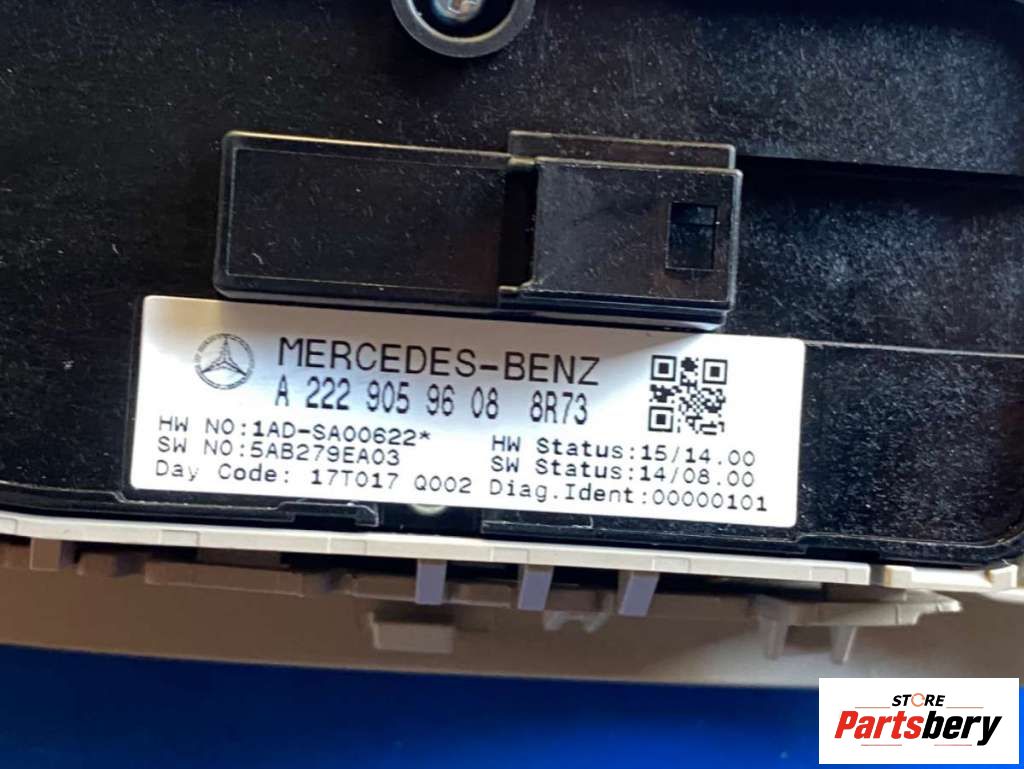 MERCEDES-BENZ
A 222 905 96 08 8R73
HW NO:1AD-SA00622* HW Status:15/14.00
SW NO:5AB279EA03 SW Status:14/08.00
Day Code: 17T017 Q002 Diag.Ident:00000101
STORE
Partsbery